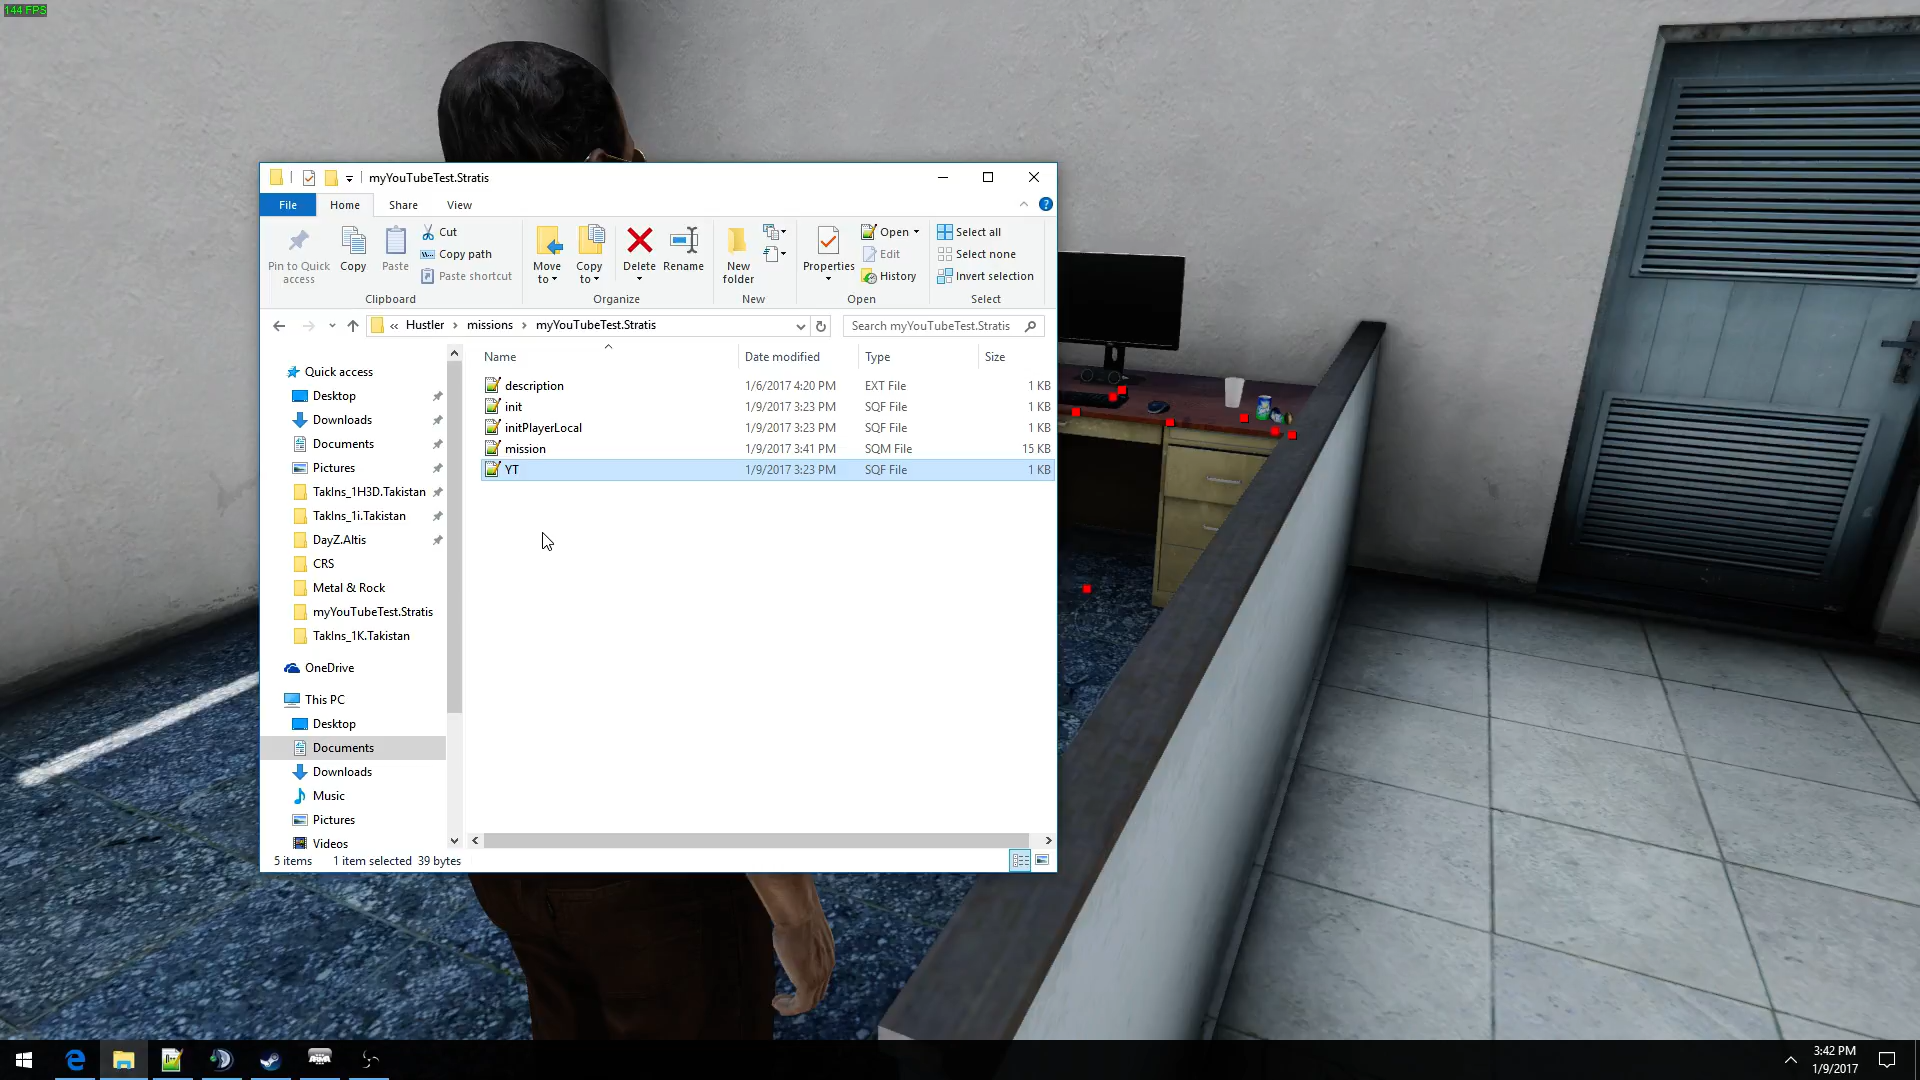 144 FPS
myYouTubeTest.Stratis
File Home Share View
Pin to Quick access
Copy
Paste
Cut
Copy path
Paste shortcut
Clipboard
Move to
Copy to
Delete
Rename
Organize
New folder
New
Properties
Open
Edit
History
Open
Select all
Select none
Invert selection
Select
« Hustler > missions > myYouTubeTest.Stratis
Search myYouTubeTest.Stratis
Name Date modified Type Size
description 1/6/2017 4:20 PM EXT File 1 KB
init 1/9/2017 3:23 PM SQF File 1 KB
initPlayerLocal 1/9/2017 3:23 PM SQF File 1 KB
mission 1/9/2017 3:41 PM SQM File 15 KB
YT 1/9/2017 3:23 PM SQF File 1 KB
Quick access
Desktop
Downloads
Documents
Pictures
TakIns_1H3D.Takistan
TakIns_1i.Takistan
DayZ.Altis
CRS
Metal & Rock
myYouTubeTest.Stratis
TakIns_1K.Takistan
OneDrive
This PC
Desktop
Documents
Downloads
Music
Pictures
Videos
5 items 1 item selected 39 bytes
3:42 PM
1/9/2017